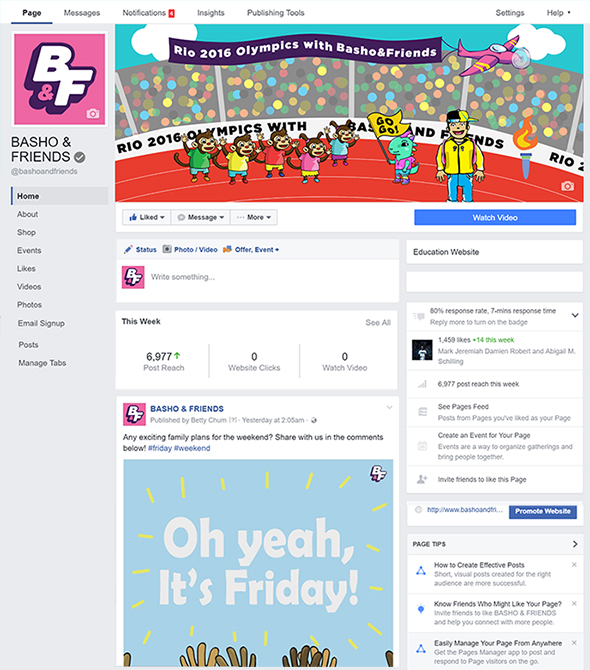 Page Messages Notifications 4 Insights Publishing Tools Settings Help
B&F
Rio 2016 Olympics with Basho&Friends
RIO 2016 OLYMPICS WITH BASHO AND FRIENDS RIO 2
GO GO!
BASHO &
FRIENDS
@bashoandfriends
Home
About
Shop
Events
Likes
Videos
Photos
Email Signup
Posts
Manage Tabs
Liked Message More
Watch Video
Status Photo / Video Offer, Event +
B&F
Write something...
This Week See All
6,977 0 0
Post Reach Website Clicks Watch Video
B&F
BASHO & FRIENDS
Published by Betty Chum [?] · Yesterday at 2:05am ·
Any exciting family plans for the weekend? Share with us in the comments
below! #friday #weekend
B&F
Oh yeah,
It's Friday!
Education Website
80% response rate, 7-mins response time
Reply more to turn on the badge
1,459 likes +14 this week
Mark Jeremiah Damien Robert and Abigail M.
Schilling
6,977 post reach this week
See Pages Feed
Posts from Pages you've liked as your Page
Create an Event for Your Page
Events are a way to organize gatherings and
bring people together.
Invite friends to like this Page
http://www.bashoandfri... Promote Website
PAGE TIPS
How to Create Effective Posts
Short, visual posts created for the right
audience are more successful.
Know Friends Who Might Like Your Page?
Invite friends to like BASHO & FRIENDS
and help you connect with more people.
Easily Manage Your Page From Anywhere
Get the Pages Manager app to post and
respond to Page visitors on the go.